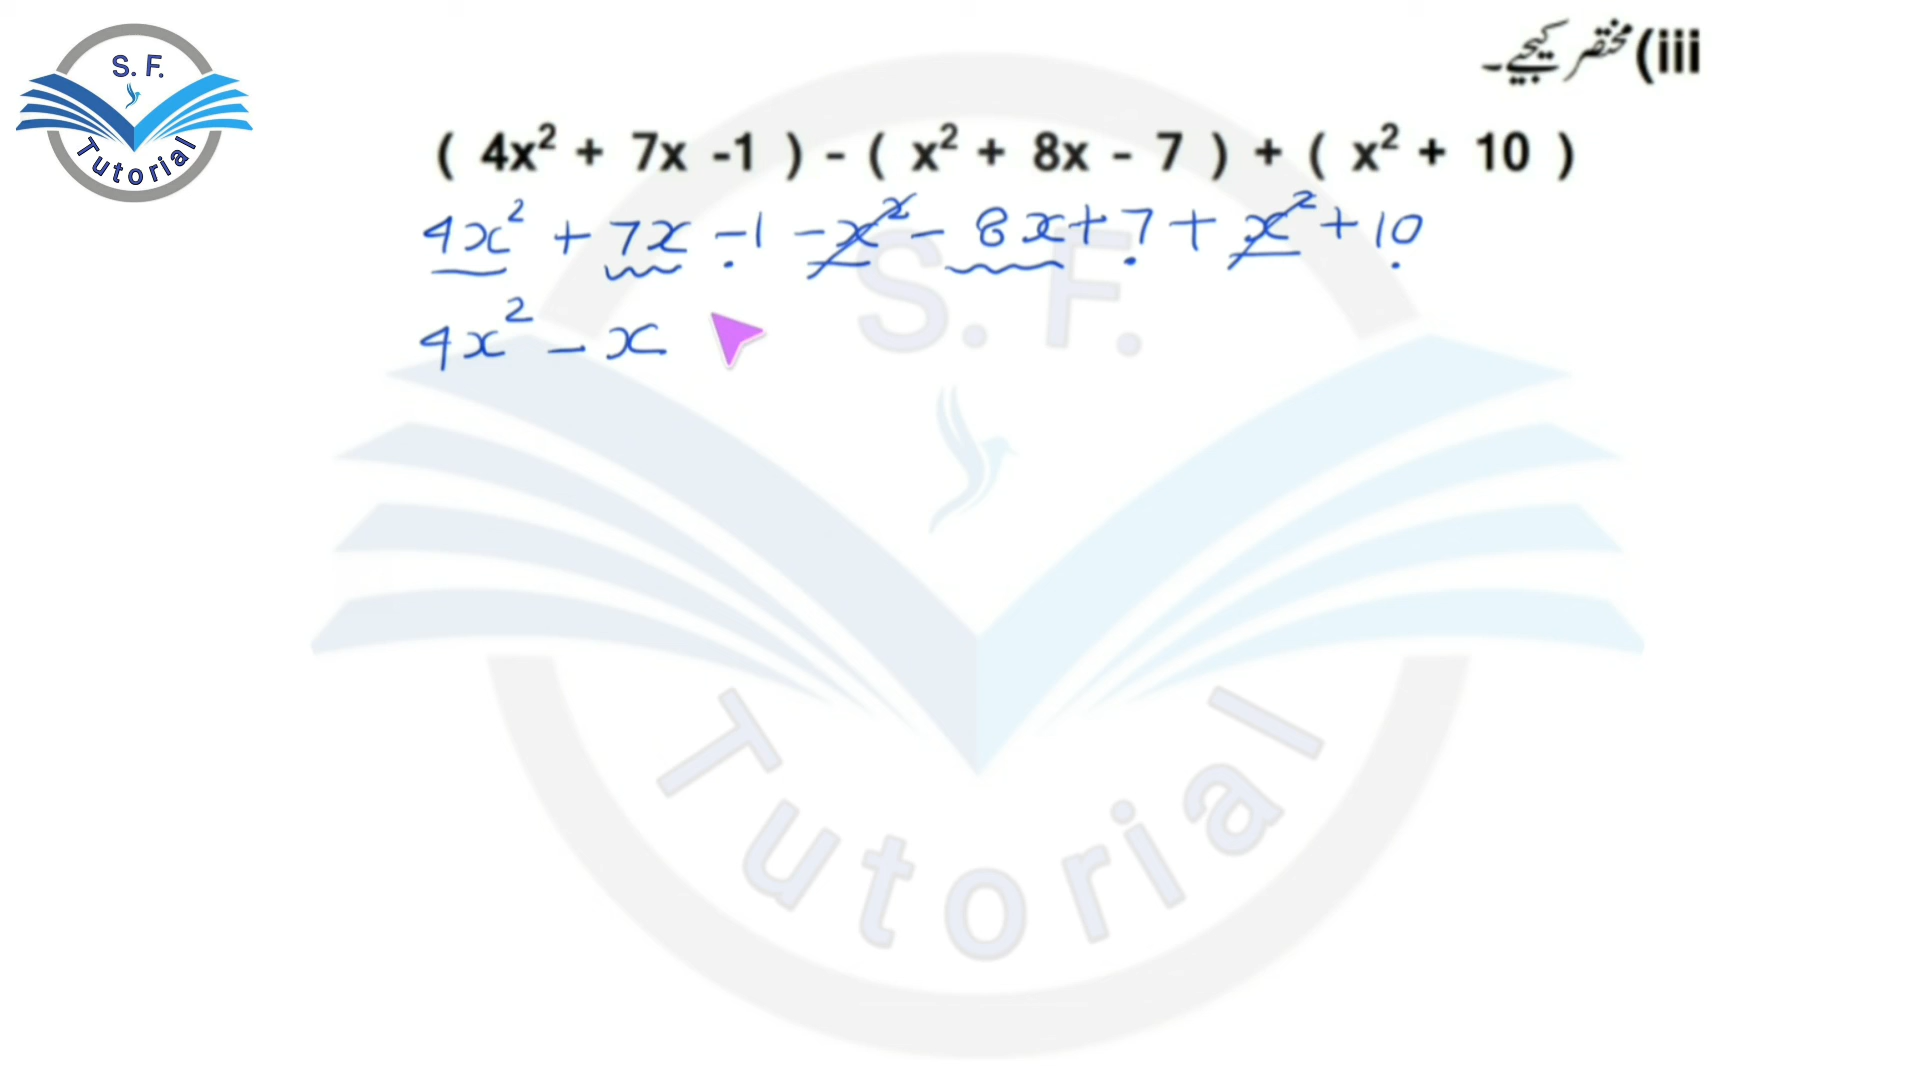 S. F.
Tutorial
iii) مختصر کیجیے۔
( 4x² + 7x -1 ) - ( x² + 8x - 7 ) + ( x² + 10 )
4x² + 7x -1 - x² - 8x + 7 + x² + 10
4x² - x
S. F.
Tutorial